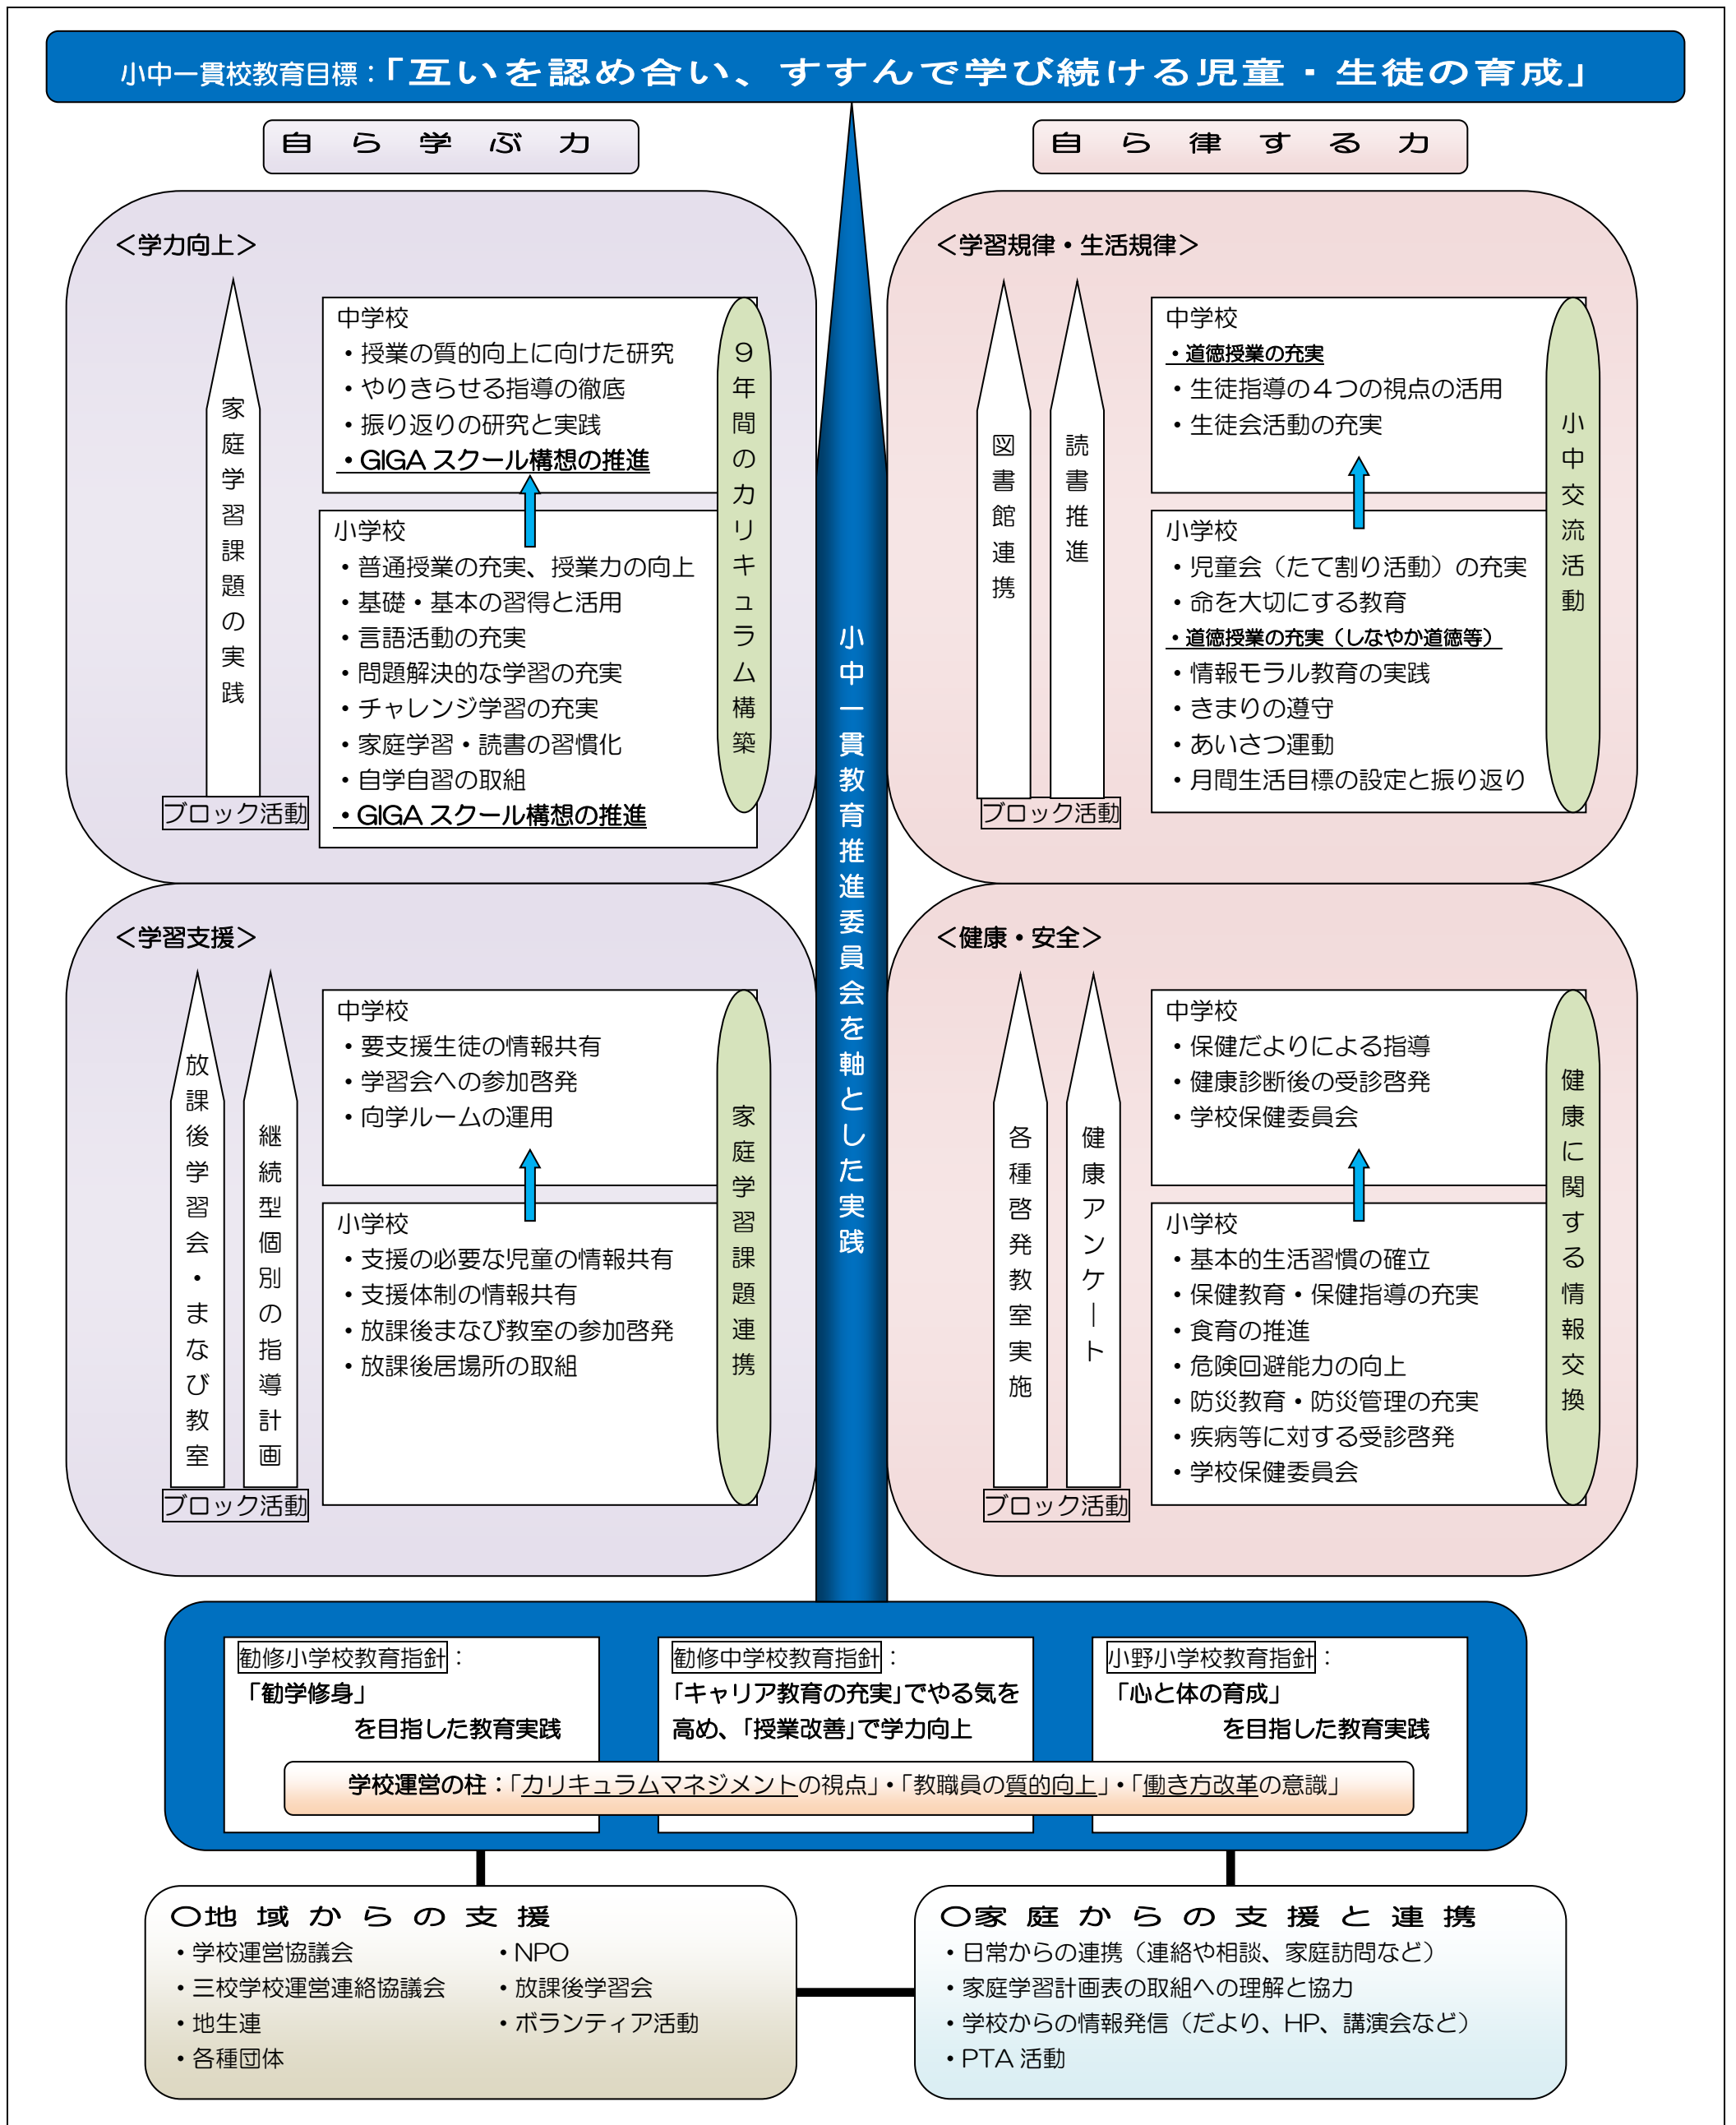 小中一貫校教育目標：「互いを認め合い、すすんで学び続ける児童・生徒の育成」
自ら学ぶ力
自ら律する力
＜学力向上＞
家庭学習課題の実践
ブロック活動
中学校
・授業の質的向上に向けた研究
・やりきらせる指導の徹底
・振り返りの研究と実践
・GIGA スクール構想の推進
小学校
・普通授業の充実、授業力の向上
・基礎・基本の習得と活用
・言語活動の充実
・問題解決的な学習の充実
・チャレンジ学習の充実
・家庭学習・読書の習慣化
・自学自習の取組
・GIGA スクール構想の推進
９年間のカリキュラム構築
＜学習規律・生活規律＞
図書館連携
読書推進
ブロック活動
中学校
・道徳授業の充実
・生徒指導の４つの視点の活用
・生徒会活動の充実
小学校
・児童会（たて割り活動）の充実
・命を大切にする教育
・道徳授業の充実（しなやか道徳等）
・情報モラル教育の実践
・きまりの遵守
・あいさつ運動
・月間生活目標の設定と振り返り
小中交流活動
小中一貫教育推進委員会を軸とした実践
＜学習支援＞
放課後学習会・まなび教室
継続型個別の指導計画
ブロック活動
中学校
・要支援生徒の情報共有
・学習会への参加啓発
・向学ルームの運用
小学校
・支援の必要な児童の情報共有
・支援体制の情報共有
・放課後まなび教室の参加啓発
・放課後居場所の取組
家庭学習課題連携
＜健康・安全＞
各種啓発教室実施
健康アンケート
ブロック活動
中学校
・保健だよりによる指導
・健康診断後の受診啓発
・学校保健委員会
小学校
・基本的生活習慣の確立
・保健教育・保健指導の充実
・食育の推進
・危険回避能力の向上
・防災教育・防災管理の充実
・疾病等に対する受診啓発
・学校保健委員会
健康に関する情報交換
勧修小学校教育指針：
「勧学修身」
を目指した教育実践
勧修中学校教育指針：
「キャリア教育の充実」でやる気を
高め、「授業改善」で学力向上
小野小学校教育指針：
「心と体の育成」
を目指した教育実践
学校運営の柱：「カリキュラムマネジメントの視点」・「教職員の質的向上」・「働き方改革の意識」
〇地域からの支援
・学校運営協議会
・三校学校運営連絡協議会
・地生連
・各種団体
・NPO
・放課後学習会
・ボランティア活動
〇家庭からの支援と連携
・日常からの連携（連絡や相談、家庭訪問など）
・家庭学習計画表の取組への理解と協力
・学校からの情報発信（だより、HP、講演会など）
・PTA 活動